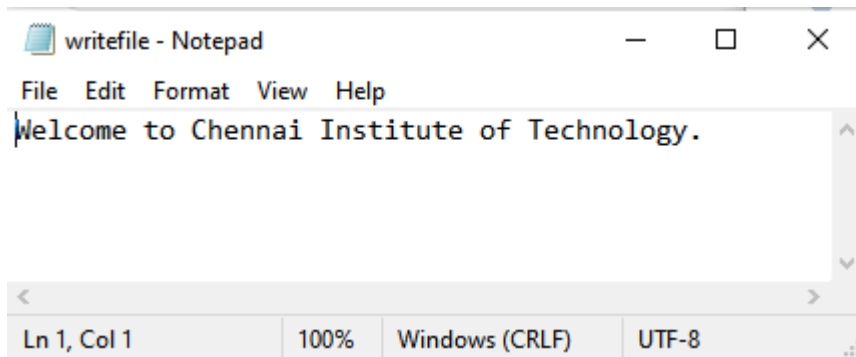 writefile - Notepad
File Edit Format View Help
Welcome to Chennai Institute of Technology.
Ln 1, Col 1 100% Windows (CRLF) UTF-8